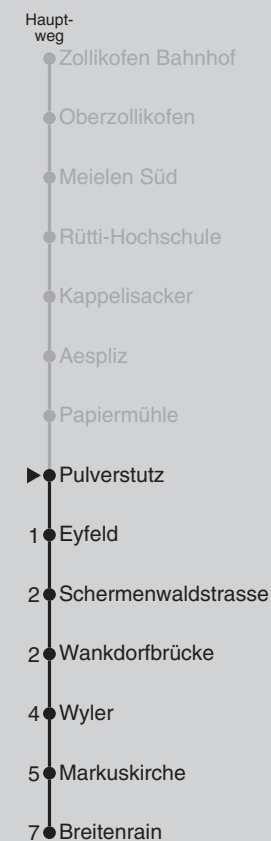 Haupt-
weg
Zollikofen Bahnhof
Oberzollikofen
Meielen Süd
Rütti-Hochschule
Kappelisacker
Aespliz
Papiermühle
Pulverstutz
1 Eyfeld
2 Schermenwaldstrasse
2 Wankdorfbrücke
4 Wyler
5 Markuskirche
7 Breitenrain